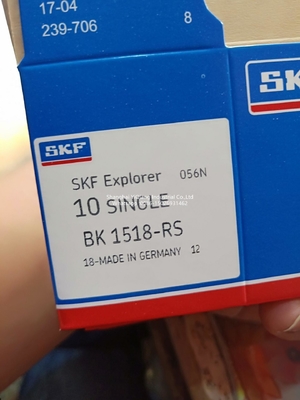 17-04
239-706
8
SKF
SK
SKF Explorer 056N
10 SINGLE
BK 1518-RS
18-MADE IN GERMANY 12